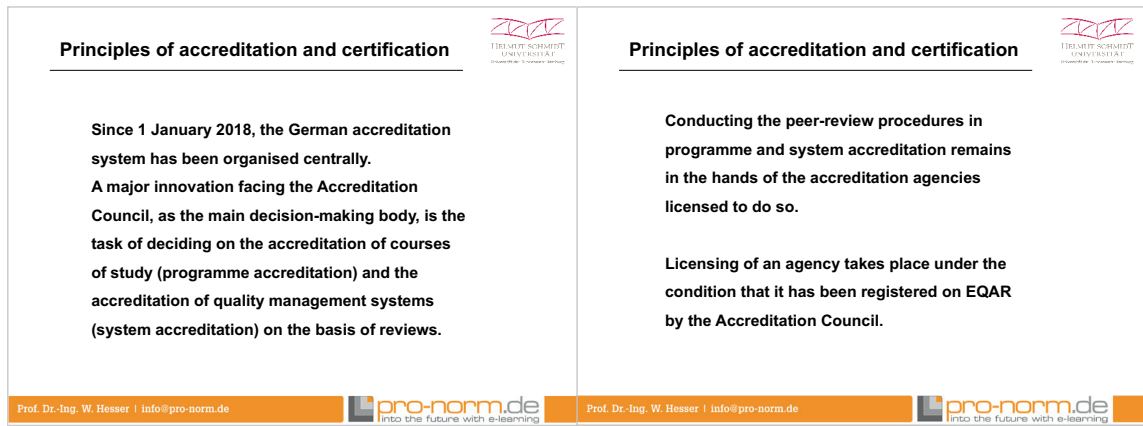 Principles of accreditation and certification
HELMUT SCHMIDT
UNIVERSITÄT
Since 1 January 2018, the German accreditation
system has been organised centrally.
A major innovation facing the Accreditation
Council, as the main decision-making body, is the
task of deciding on the accreditation of courses
of study (programme accreditation) and the
accreditation of quality management systems
(system accreditation) on the basis of reviews.
Prof. Dr.-Ing. W. Hesser | info@pro-norm.de
pro-norm.de
into the future with e-learning
Principles of accreditation and certification
HELMUT SCHMIDT
UNIVERSITÄT
Conducting the peer-review procedures in
programme and system accreditation remains
in the hands of the accreditation agencies
licensed to do so.
Licensing of an agency takes place under the
condition that it has been registered on EQAR
by the Accreditation Council.
Prof. Dr.-Ing. W. Hesser | info@pro-norm.de
pro-norm.de
into the future with e-learning